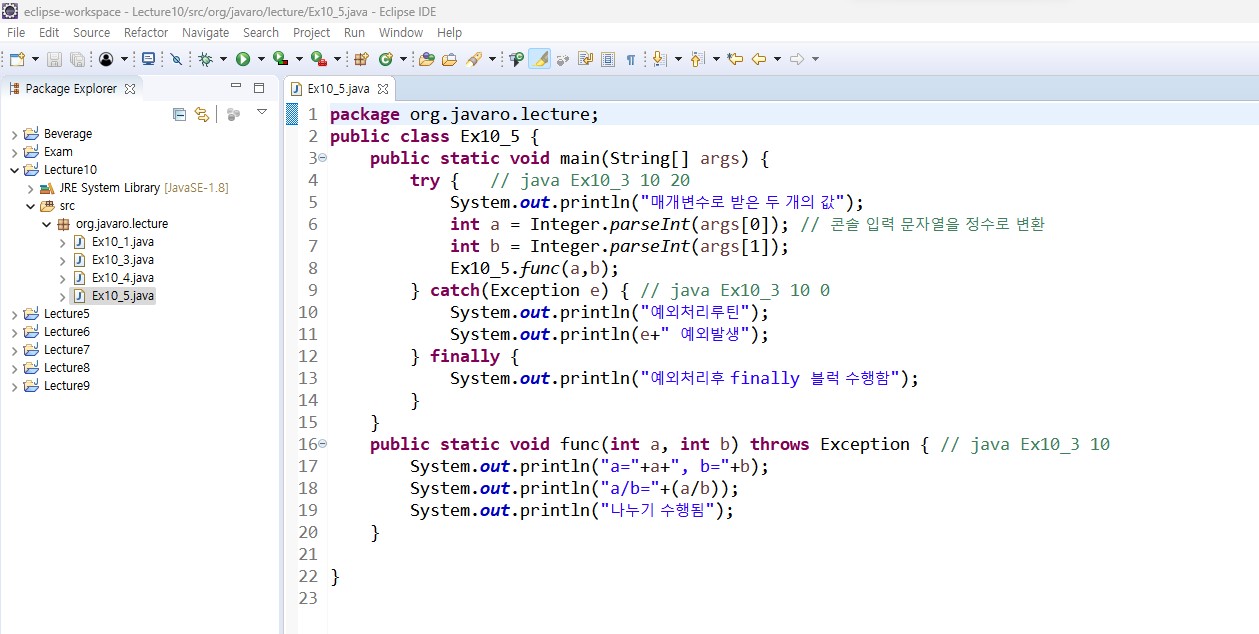 eclipse-workspace - Lecture10/src/org/javaro/lecture/Ex10_5.java - Eclipse IDE
File Edit Source Refactor Navigate Search Project Run Window Help
Package Explorer
Beverage
Exam
Lecture10
JRE System Library [JavaSE-1.8]
src
org.javaro.lecture
Ex10_1.java
Ex10_3.java
Ex10_4.java
Ex10_5.java
Lecture5
Lecture6
Lecture7
Lecture8
Lecture9
Ex10_5.java
1 package org.javaro.lecture;
2 public class Ex10_5 {
3 public static void main(String[] args) {
4 try { // java Ex10_3 10 20
5 System.out.println("매개변수로 받은 두 개의 값");
6 int a = Integer.parseInt(args[0]); // 콘솔 입력 문자열을 정수로 변환
7 int b = Integer.parseInt(args[1]);
8 Ex10_5.func(a,b);
9 } catch(Exception e) { // java Ex10_3 10 0
10 System.out.println("예외처리루틴");
11 System.out.println(e+" 예외발생");
12 } finally {
13 System.out.println("예외처리후 finally 블럭 수행함");
14 }
15 }
16 public static void func(int a, int b) throws Exception { // java Ex10_3 10
17 System.out.println("a="+a+", b="+b);
18 System.out.println("a/b="+(a/b));
19 System.out.println("나누기 수행됨");
20 }
21
22 }
23